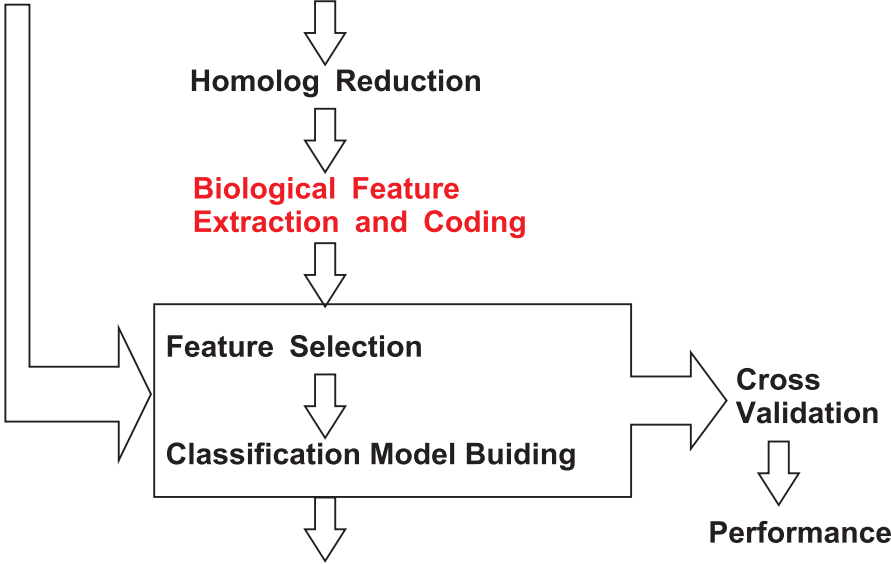 Homolog Reduction
Biological Feature
Extraction and Coding
Feature Selection
Classification Model Buiding
Cross
Validation
Performance